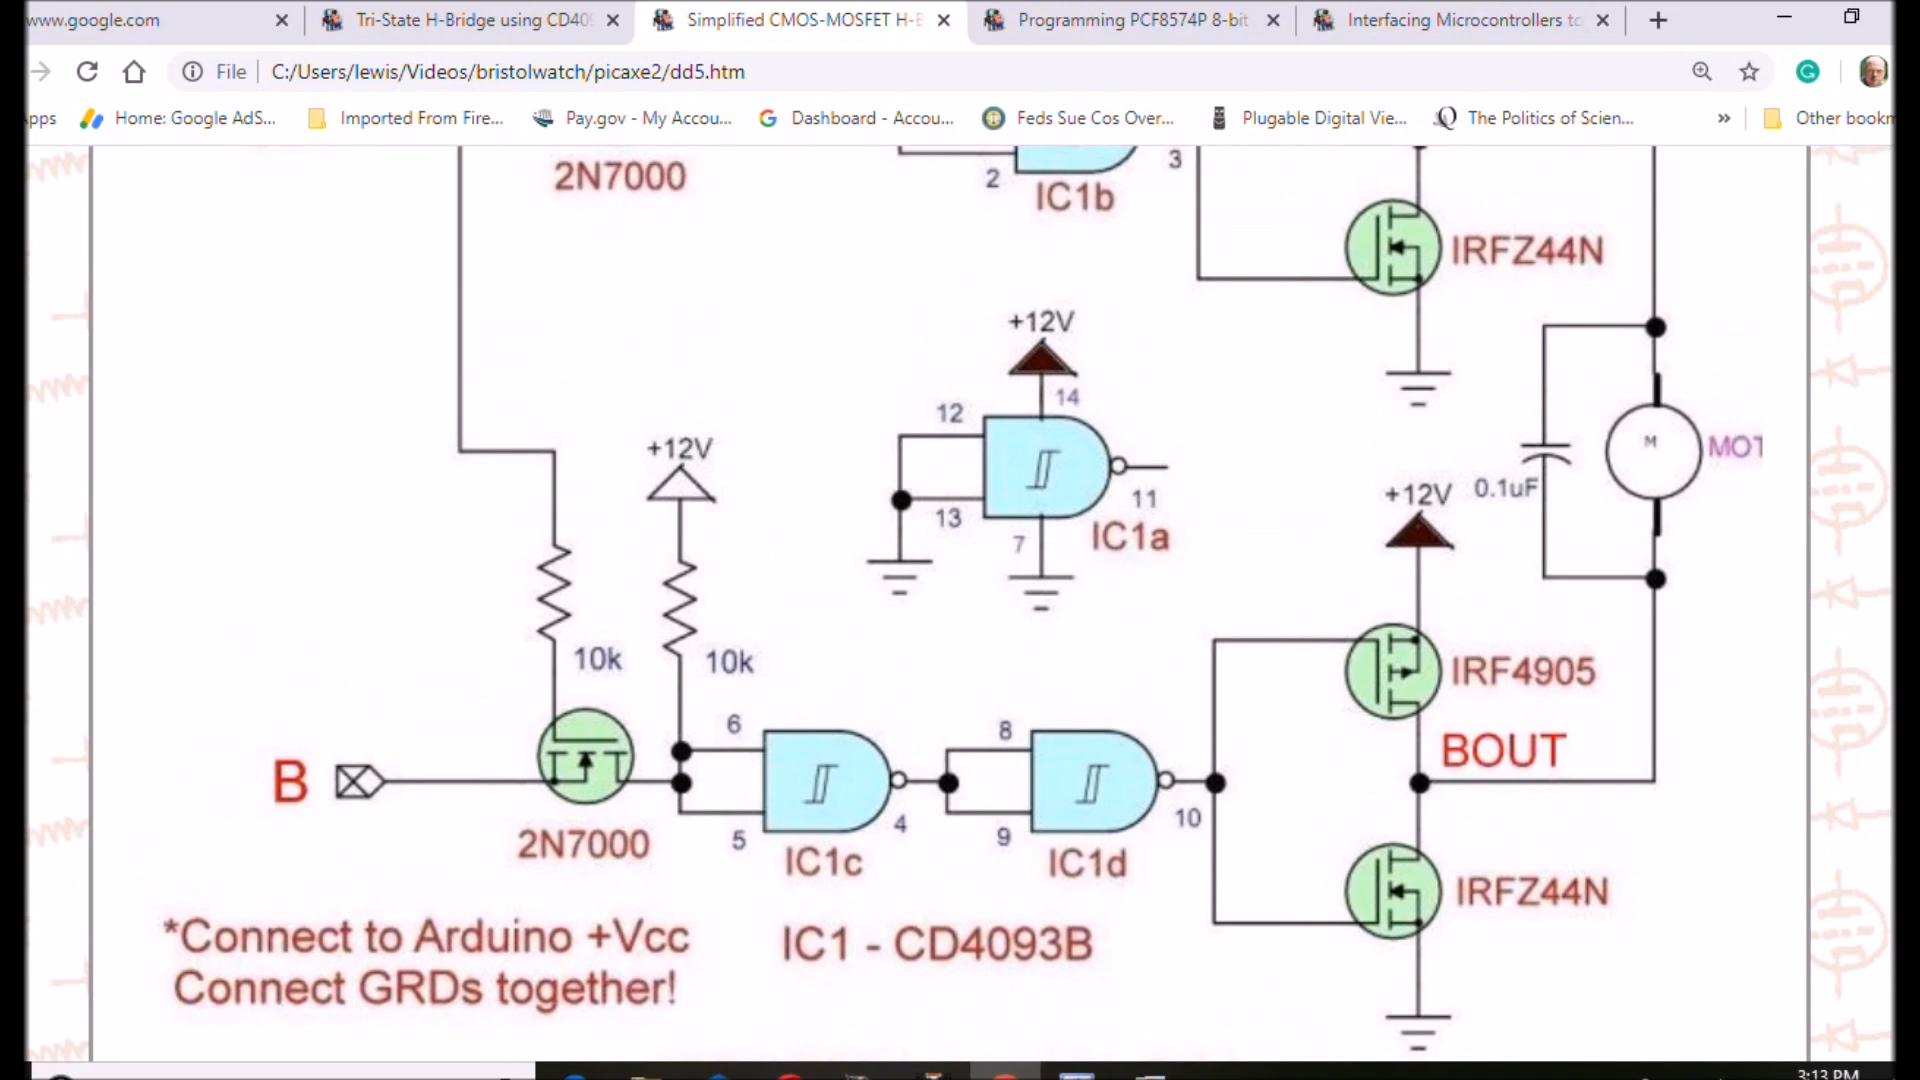 www.google.com
Tri-State H-Bridge using CD40
Simplified CMOS-MOSFET H-B
Programming PCF8574P 8-bit
Interfacing Microcontrollers to
File
C:/Users/lewis/Videos/bristolwatch/picaxe2/dd5.htm
Apps
Home: Google AdS...
Imported From Fire...
Pay.gov - My Accou...
Dashboard - Accou...
Feds Sue Cos Over...
Plugable Digital Vie...
The Politics of Scien...
»
Other bookm
2N7000
2
IC1b
3
IRFZ44N
+12V
14
12
13
7
11
IC1a
+12V
10k
10k
+12V
0.1uF
M
MOT
IRF4905
BOUT
B
2N7000
6
5
4
IC1c
8
9
10
IC1d
IRFZ44N
*Connect to Arduino +Vcc
Connect GRDs together!
IC1 - CD4093B
3:13 PM